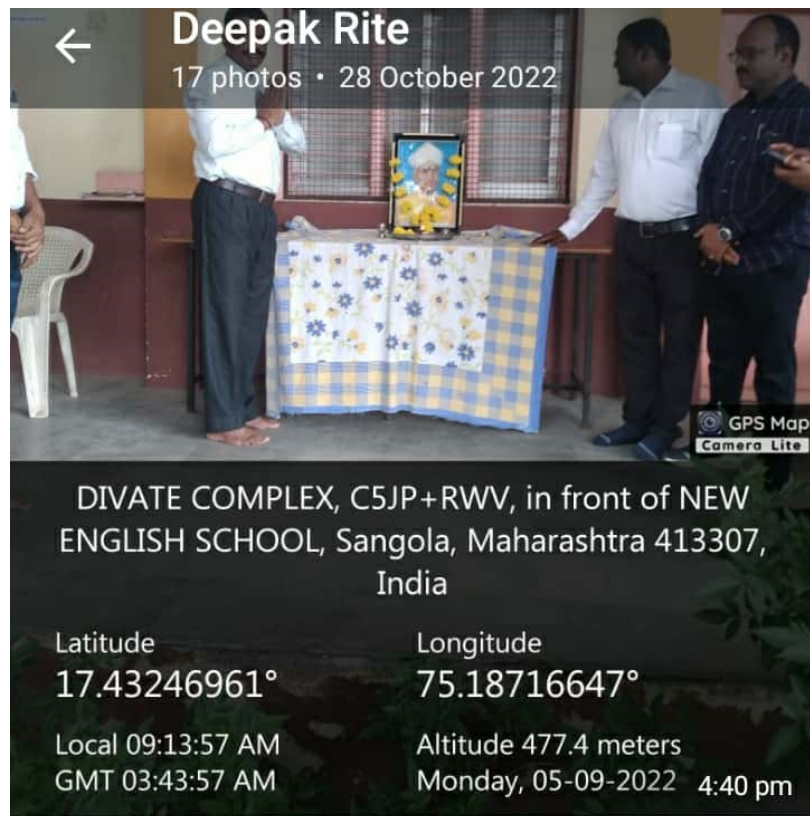 Deepak Rite
17 photos • 28 October 2022
GPS Map
Camera Lite
DIVATE COMPLEX, C5JP+RWV, in front of NEW
ENGLISH SCHOOL, Sangola, Maharashtra 413307,
India
Latitude
17.43246961°
Longitude
75.18716647°
Local 09:13:57 AM
GMT 03:43:57 AM
Altitude 477.4 meters
Monday, 05-09-2022
4:40 pm